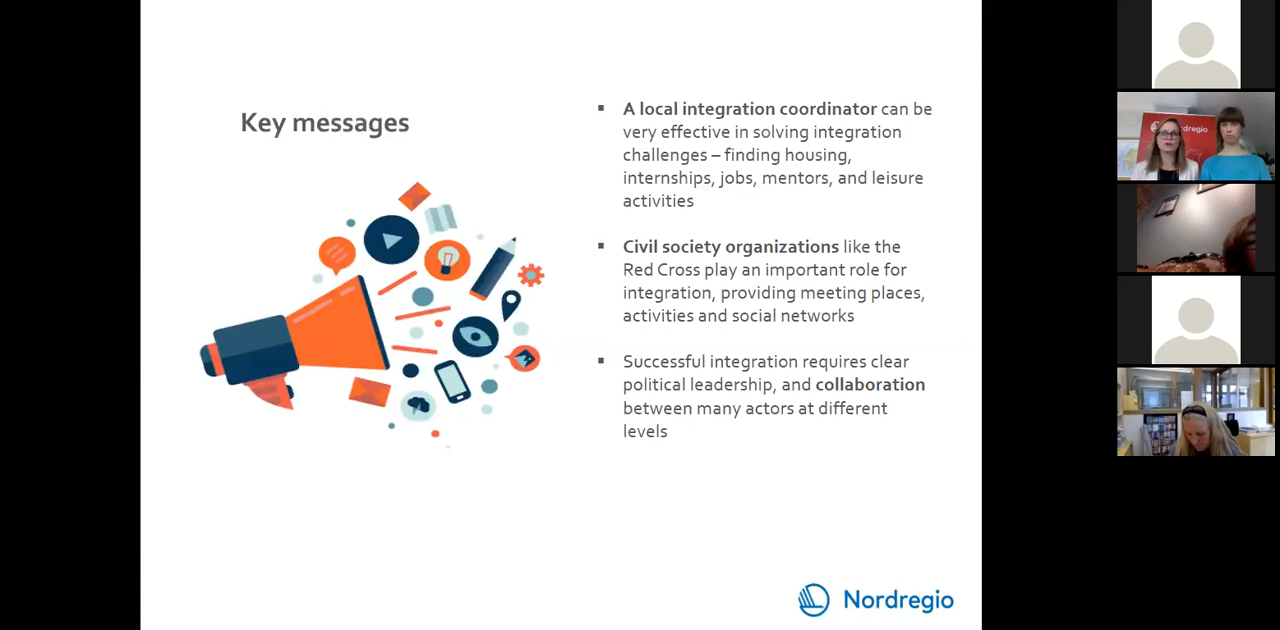 Key messages
▪ A local integration coordinator can be
very effective in solving integration
challenges – finding housing,
internships, jobs, mentors, and leisure
activities
▪ Civil society organizations like the
Red Cross play an important role for
integration, providing meeting places,
activities and social networks
▪ Successful integration requires clear
political leadership, and collaboration
between many actors at different
levels
Nordregio